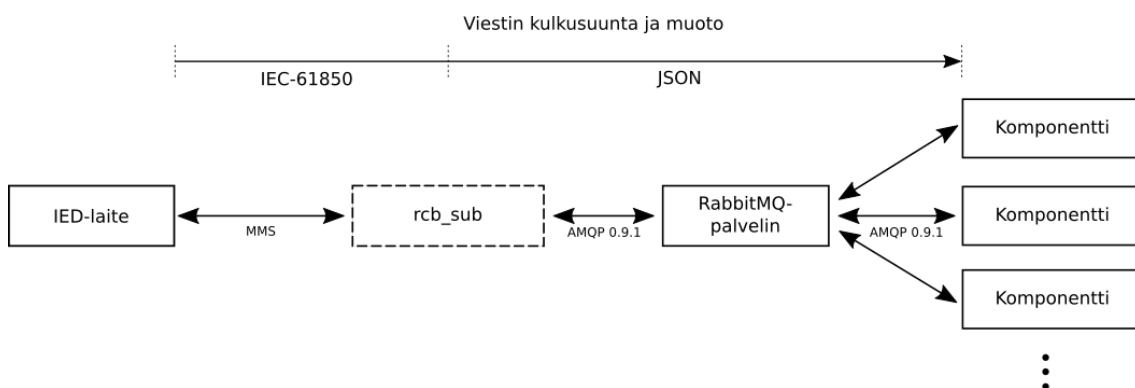 Viestin kulkusuunta ja muoto
IEC-61850
JSON
Komponentti
IED-laite
MMS
rcb_sub
AMQP 0.9.1
RabbitMQ-
palvelin
AMQP 0.9.1
Komponentti
Komponentti